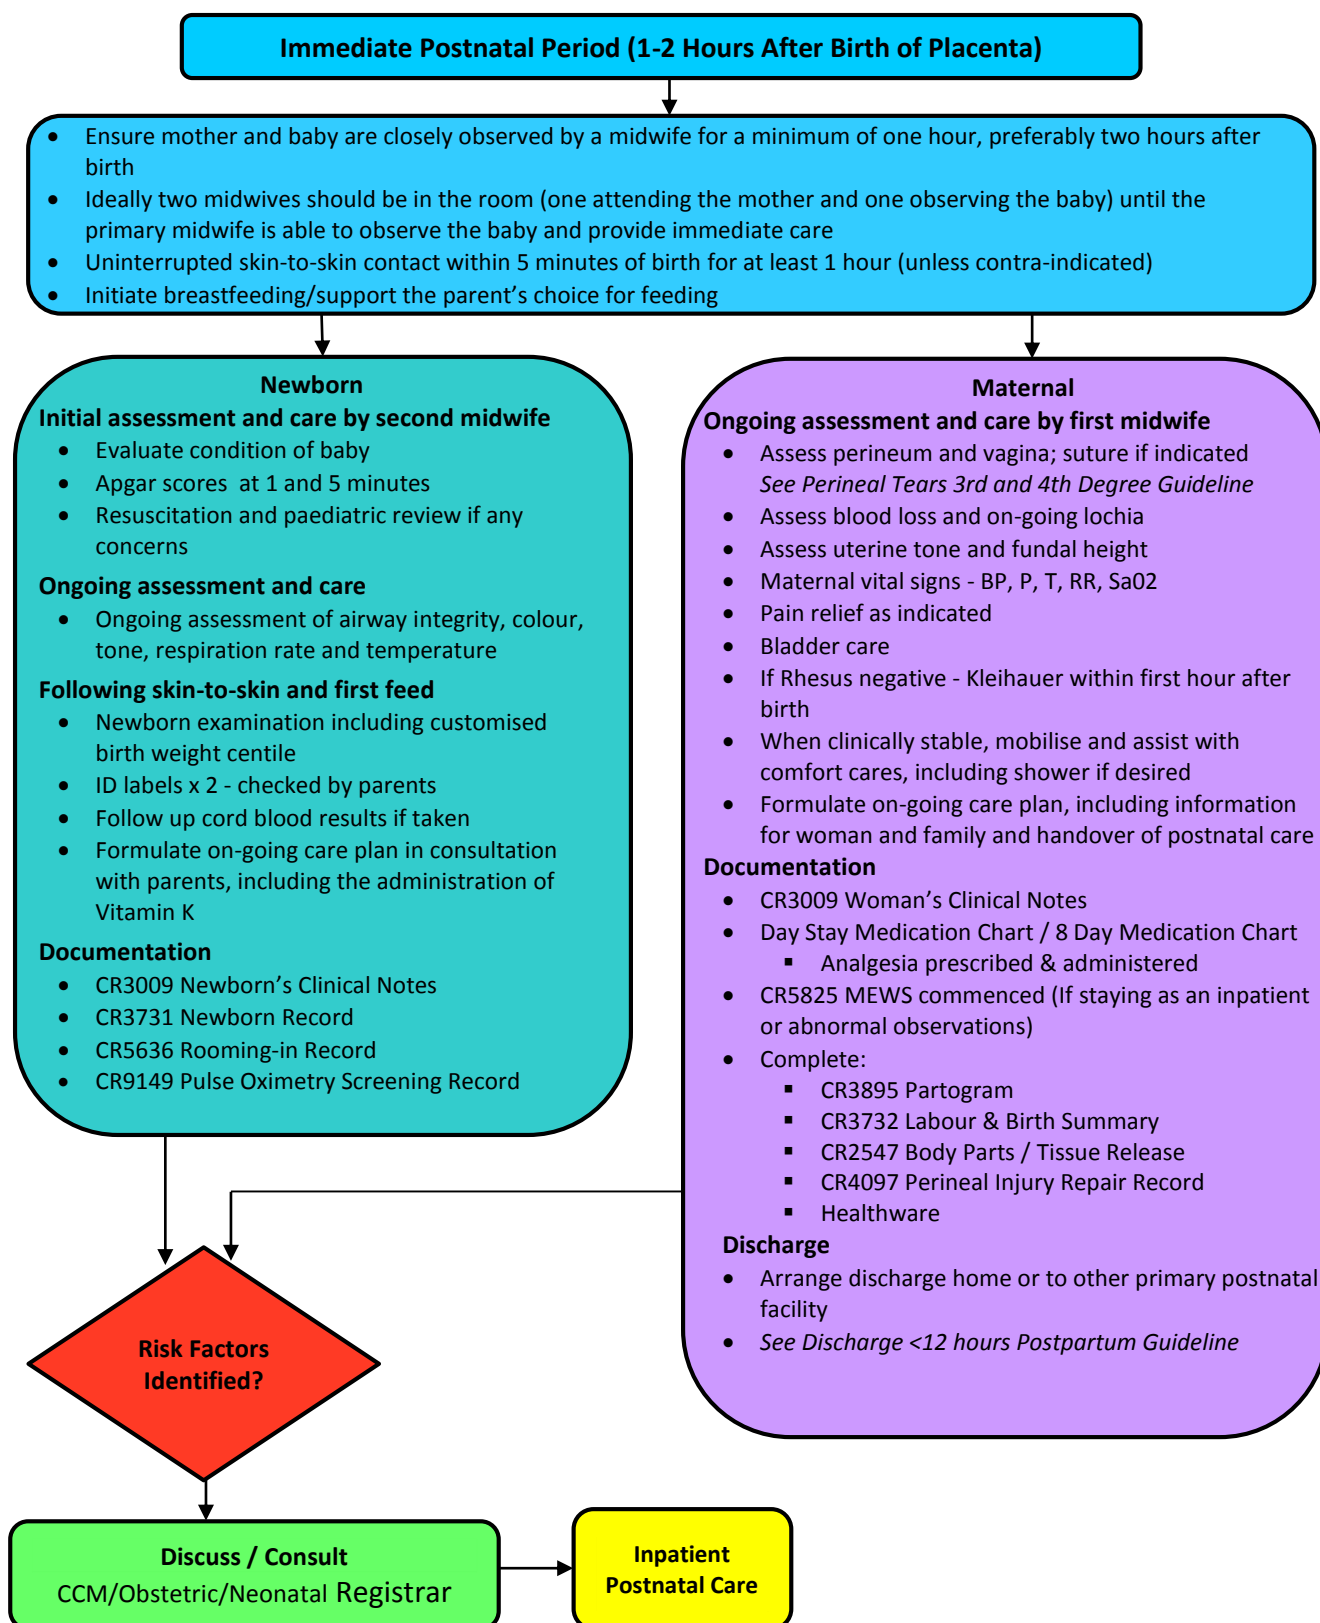 Immediate Postnatal Period (1-2 Hours After Birth of Placenta)
• Ensure mother and baby are closely observed by a midwife for a minimum of one hour, preferably two hours after
birth
• Ideally two midwives should be in the room (one attending the mother and one observing the baby) until the
primary midwife is able to observe the baby and provide immediate care
• Uninterrupted skin-to-skin contact within 5 minutes of birth for at least 1 hour (unless contra-indicated)
• Initiate breastfeeding/support the parent's choice for feeding
Newborn
Initial assessment and care by second midwife
• Evaluate condition of baby
• Apgar scores at 1 and 5 minutes
• Resuscitation and paediatric review if any
concerns
Ongoing assessment and care
• Ongoing assessment of airway integrity, colour,
tone, respiration rate and temperature
Following skin-to-skin and first feed
• Newborn examination including customised
birth weight centile
• ID labels x 2 - checked by parents
• Follow up cord blood results if taken
• Formulate on-going care plan in consultation
with parents, including the administration of
Vitamin K
Documentation
• CR3009 Newborn's Clinical Notes
• CR3731 Newborn Record
• CR5636 Rooming-in Record
• CR9149 Pulse Oximetry Screening Record
Maternal
Ongoing assessment and care by first midwife
• Assess perineum and vagina; suture if indicated
See Perineal Tears 3rd and 4th Degree Guideline
• Assess blood loss and on-going lochia
• Assess uterine tone and fundal height
• Maternal vital signs - BP, P, T, RR, Sa02
• Pain relief as indicated
• Bladder care
• If Rhesus negative - Kleihauer within first hour after
birth
• When clinically stable, mobilise and assist with
comfort cares, including shower if desired
• Formulate on-going care plan, including information
for woman and family and handover of postnatal care
Documentation
• CR3009 Woman's Clinical Notes
• Day Stay Medication Chart / 8 Day Medication Chart
▪ Analgesia prescribed & administered
• CR5825 MEWS commenced (If staying as an inpatient
or abnormal observations)
• Complete:
▪ CR3895 Partogram
▪ CR3732 Labour & Birth Summary
▪ CR2547 Body Parts / Tissue Release
▪ CR4097 Perineal Injury Repair Record
▪ Healthware
Discharge
• Arrange discharge home or to other primary postnatal
facility
• See Discharge <12 hours Postpartum Guideline
Risk Factors
Identified?
Discuss / Consult
CCM/Obstetric/Neonatal Registrar
Inpatient
Postnatal Care